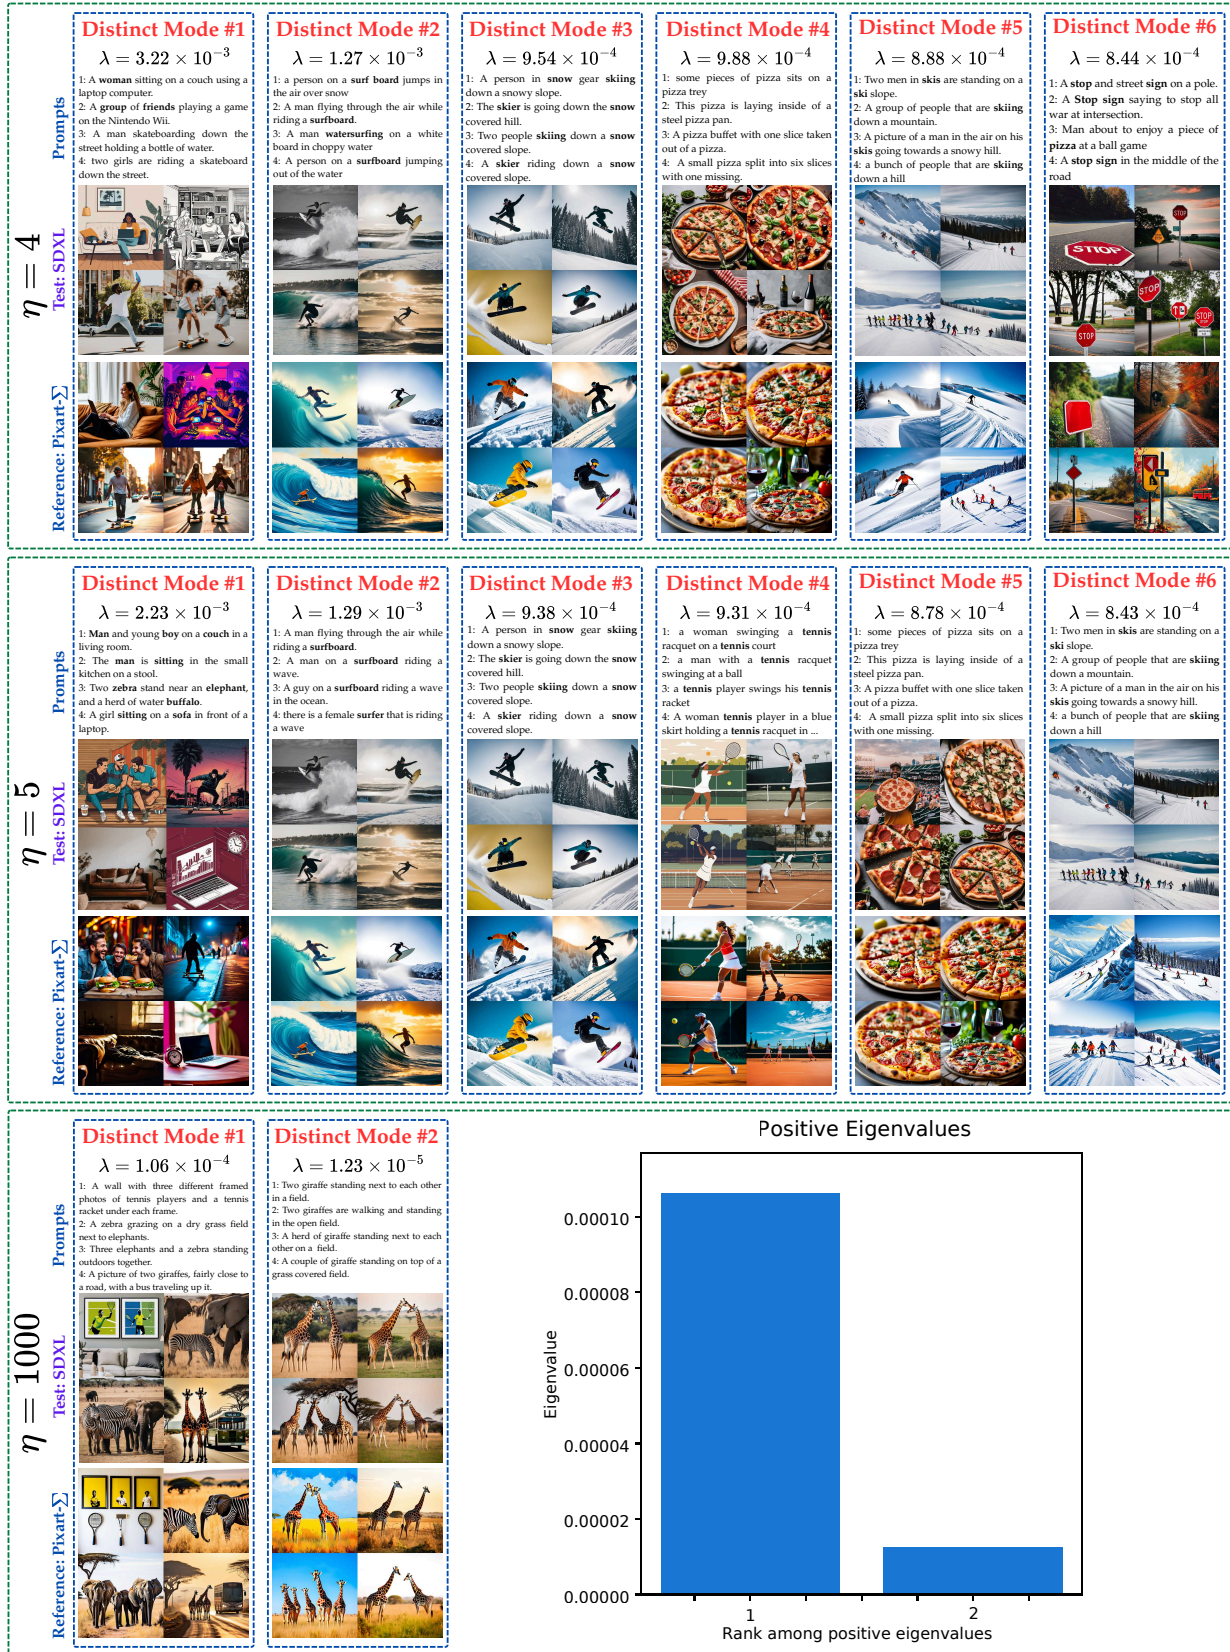 η = 4
Prompts
Test: SDXL
Reference: Pixart-Σ
Distinct Mode #1
λ = 3.22 × 10⁻³
1: A woman sitting on a couch using a
laptop computer.
2: A group of friends playing a game
on the Nintendo Wii.
3: A man skateboarding down the
street holding a bottle of water.
4: two girls are riding a skateboard
down the street.
Distinct Mode #2
λ = 1.27 × 10⁻³
1: a person on a surf board jumps in
the air over snow
2: A man flying through the air while
riding a surfboard.
3: A man watersurfing on a white
board in choppy water
4: A person on a surfboard jumping
out of the water
Distinct Mode #3
λ = 9.54 × 10⁻⁴
1: A person in snow gear skiing
down a snowy slope.
2: The skier is going down the snow
covered hill.
3: Two people skiing down a snow
covered slope.
4: A skier riding down a snow
covered slope.
Distinct Mode #4
λ = 9.88 × 10⁻⁴
1: some pieces of pizza sits on a
pizza trey
2: This pizza is laying inside of a
steel pizza pan.
3: A pizza buffet with one slice taken
out of a pizza.
4: A small pizza split into six slices
with one missing.
Distinct Mode #5
λ = 8.88 × 10⁻⁴
1: Two men in skis are standing on a
ski slope.
2: A group of people that are skiing
down a mountain.
3: A picture of a man in the air on his
skis going towards a snowy hill.
4: a bunch of people that are skiing
down a hill
Distinct Mode #6
λ = 8.44 × 10⁻⁴
1: A stop and street sign on a pole.
2: A Stop sign saying to stop all
war at intersection.
3: Man about to enjoy a piece of
pizza at a ball game
4: A stop sign in the middle of the
road
STIOP
STOP
STOP
STOP
STOP
η = 5
Prompts
Test: SDXL
Reference: Pixart-Σ
Distinct Mode #1
λ = 2.23 × 10⁻³
1: Man and young boy on a couch in a
living room.
2: The man is sitting in the small
kitchen on a stool.
3: Two zebra stand near an elephant,
and a herd of water buffalo.
4: A girl sitting on a sofa in front of a
laptop.
Distinct Mode #2
λ = 1.29 × 10⁻³
1: A man flying through the air while
riding a surfboard.
2: A man on a surfboard riding a
wave.
3: A guy on a surfboard riding a wave
in the ocean.
4: there is a female surfer that is riding
a wave
Distinct Mode #3
λ = 9.38 × 10⁻⁴
1: A person in snow gear skiing
down a snowy slope.
2: The skier is going down the snow
covered hill.
3: Two people skiing down a snow
covered slope.
4: A skier riding down a snow
covered slope.
Distinct Mode #4
λ = 9.31 × 10⁻⁴
1: a woman swinging a tennis
racquet on a tennis court
2: a man with a tennis racquet
swinging at a ball
3: a tennis player swings his tennis
racket
4: A woman tennis player in a blue
skirt holding a tennis racquet in ...
Distinct Mode #5
λ = 8.78 × 10⁻⁴
1: some pieces of pizza sits on a
pizza trey
2: This pizza is laying inside of a
steel pizza pan.
3: A pizza buffet with one slice taken
out of a pizza.
4: A small pizza split into six slices
with one missing.
Distinct Mode #6
λ = 8.43 × 10⁻⁴
1: Two men in skis are standing on a
ski slope.
2: A group of people that are skiing
down a mountain.
3: A picture of a man in the air on his
skis going towards a snowy hill.
4: a bunch of people that are skiing
down a hill
η = 1000
Prompts
Test: SDXL
Reference: Pixart-Σ
Distinct Mode #1
λ = 1.06 × 10⁻⁴
1: A wall with three different framed
photos of tennis players and a tennis
racket under each frame.
2: A zebra grazing on a dry grass field
next to elephants.
3: Three elephants and a zebra standing
outdoors together.
4: A picture of two giraffes, fairly close to
a road, with a bus traveling up it.
Distinct Mode #2
λ = 1.23 × 10⁻⁵
1: Two giraffe standing next to each other
in a field.
2: Two giraffes are walking and standing
in the open field.
3: A herd of giraffe standing next to each
other on a field.
4: A couple of giraffe standing on top of a
grass covered field.
Positive Eigenvalues
Eigenvalue
0.00010
0.00008
0.00006
0.00004
0.00002
0.00000
1
2
Rank among positive eigenvalues